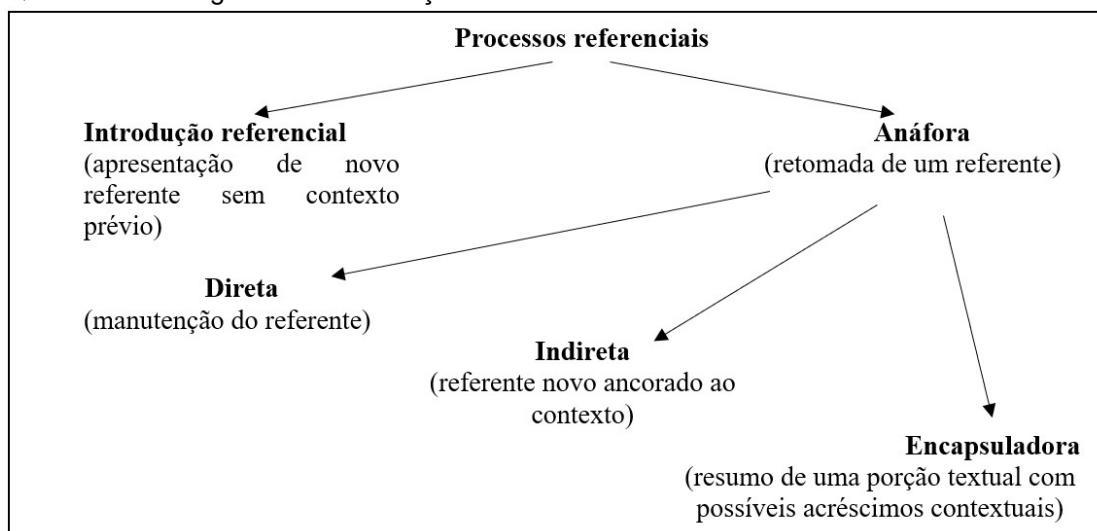 Processos referenciais
Introdução referencial
(apresentação de novo
referente sem contexto
prévio)
Anáfora
(retomada de um referente)
Direta
(manutenção do referente)
Indireta
(referente novo ancorado ao
contexto)
Encapsuladora
(resumo de uma porção textual com
possíveis acréscimos contextuais)